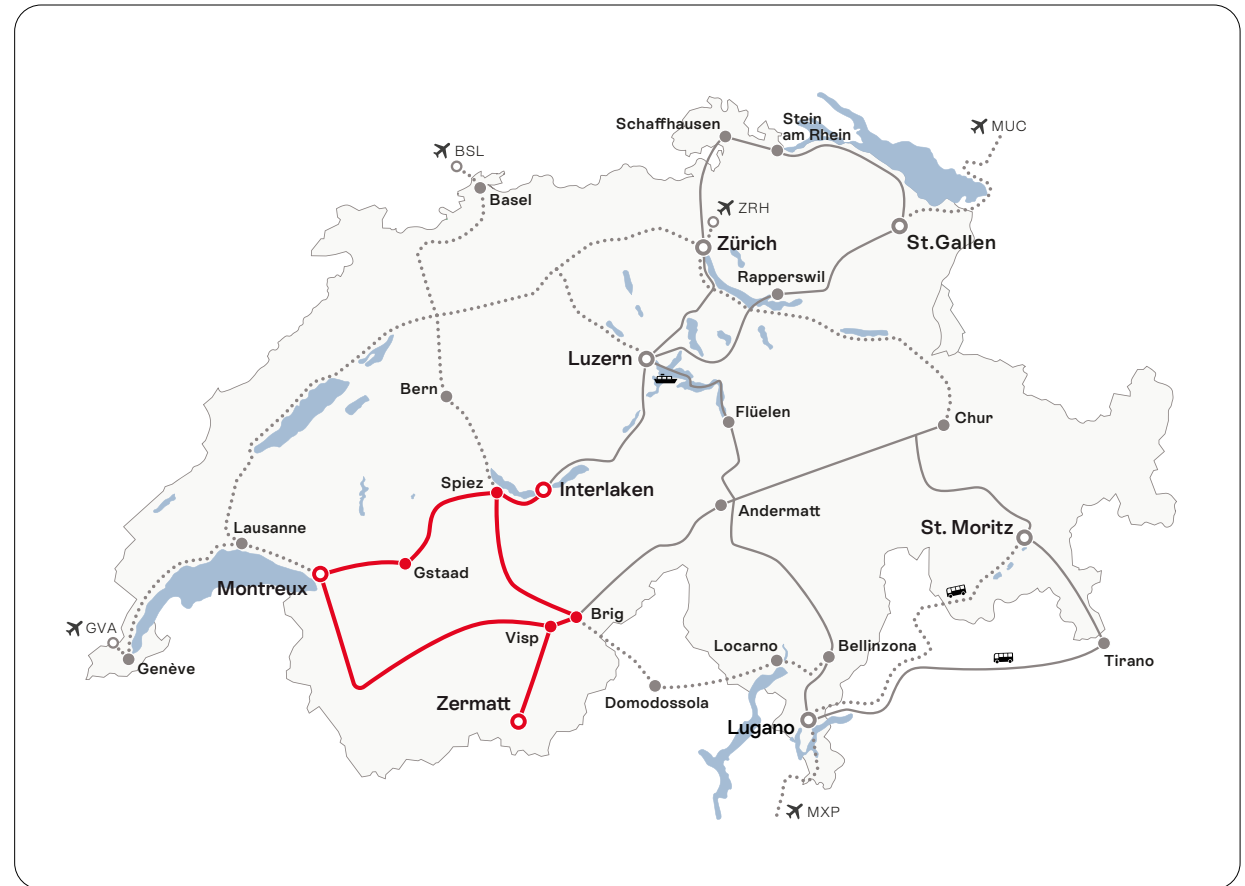 Schaffhausen
Stein
am Rhein
MUC
BSL
Basel
ZRH
Zürich
St.Gallen
Rapperswil
Luzern
Bern
Flüelen
Chur
Spiez
Interlaken
Andermatt
Lausanne
St. Moritz
Gstaad
Montreux
Brig
GVA
Visp
Locarno
Bellinzona
Genève
Tirano
Zermatt
Domodossola
Lugano
MXP